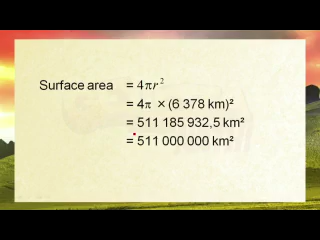 Surface area = 4πr²
= 4π × (6 378 km)²
= 511 185 932,5 km²
= 511 000 000 km²